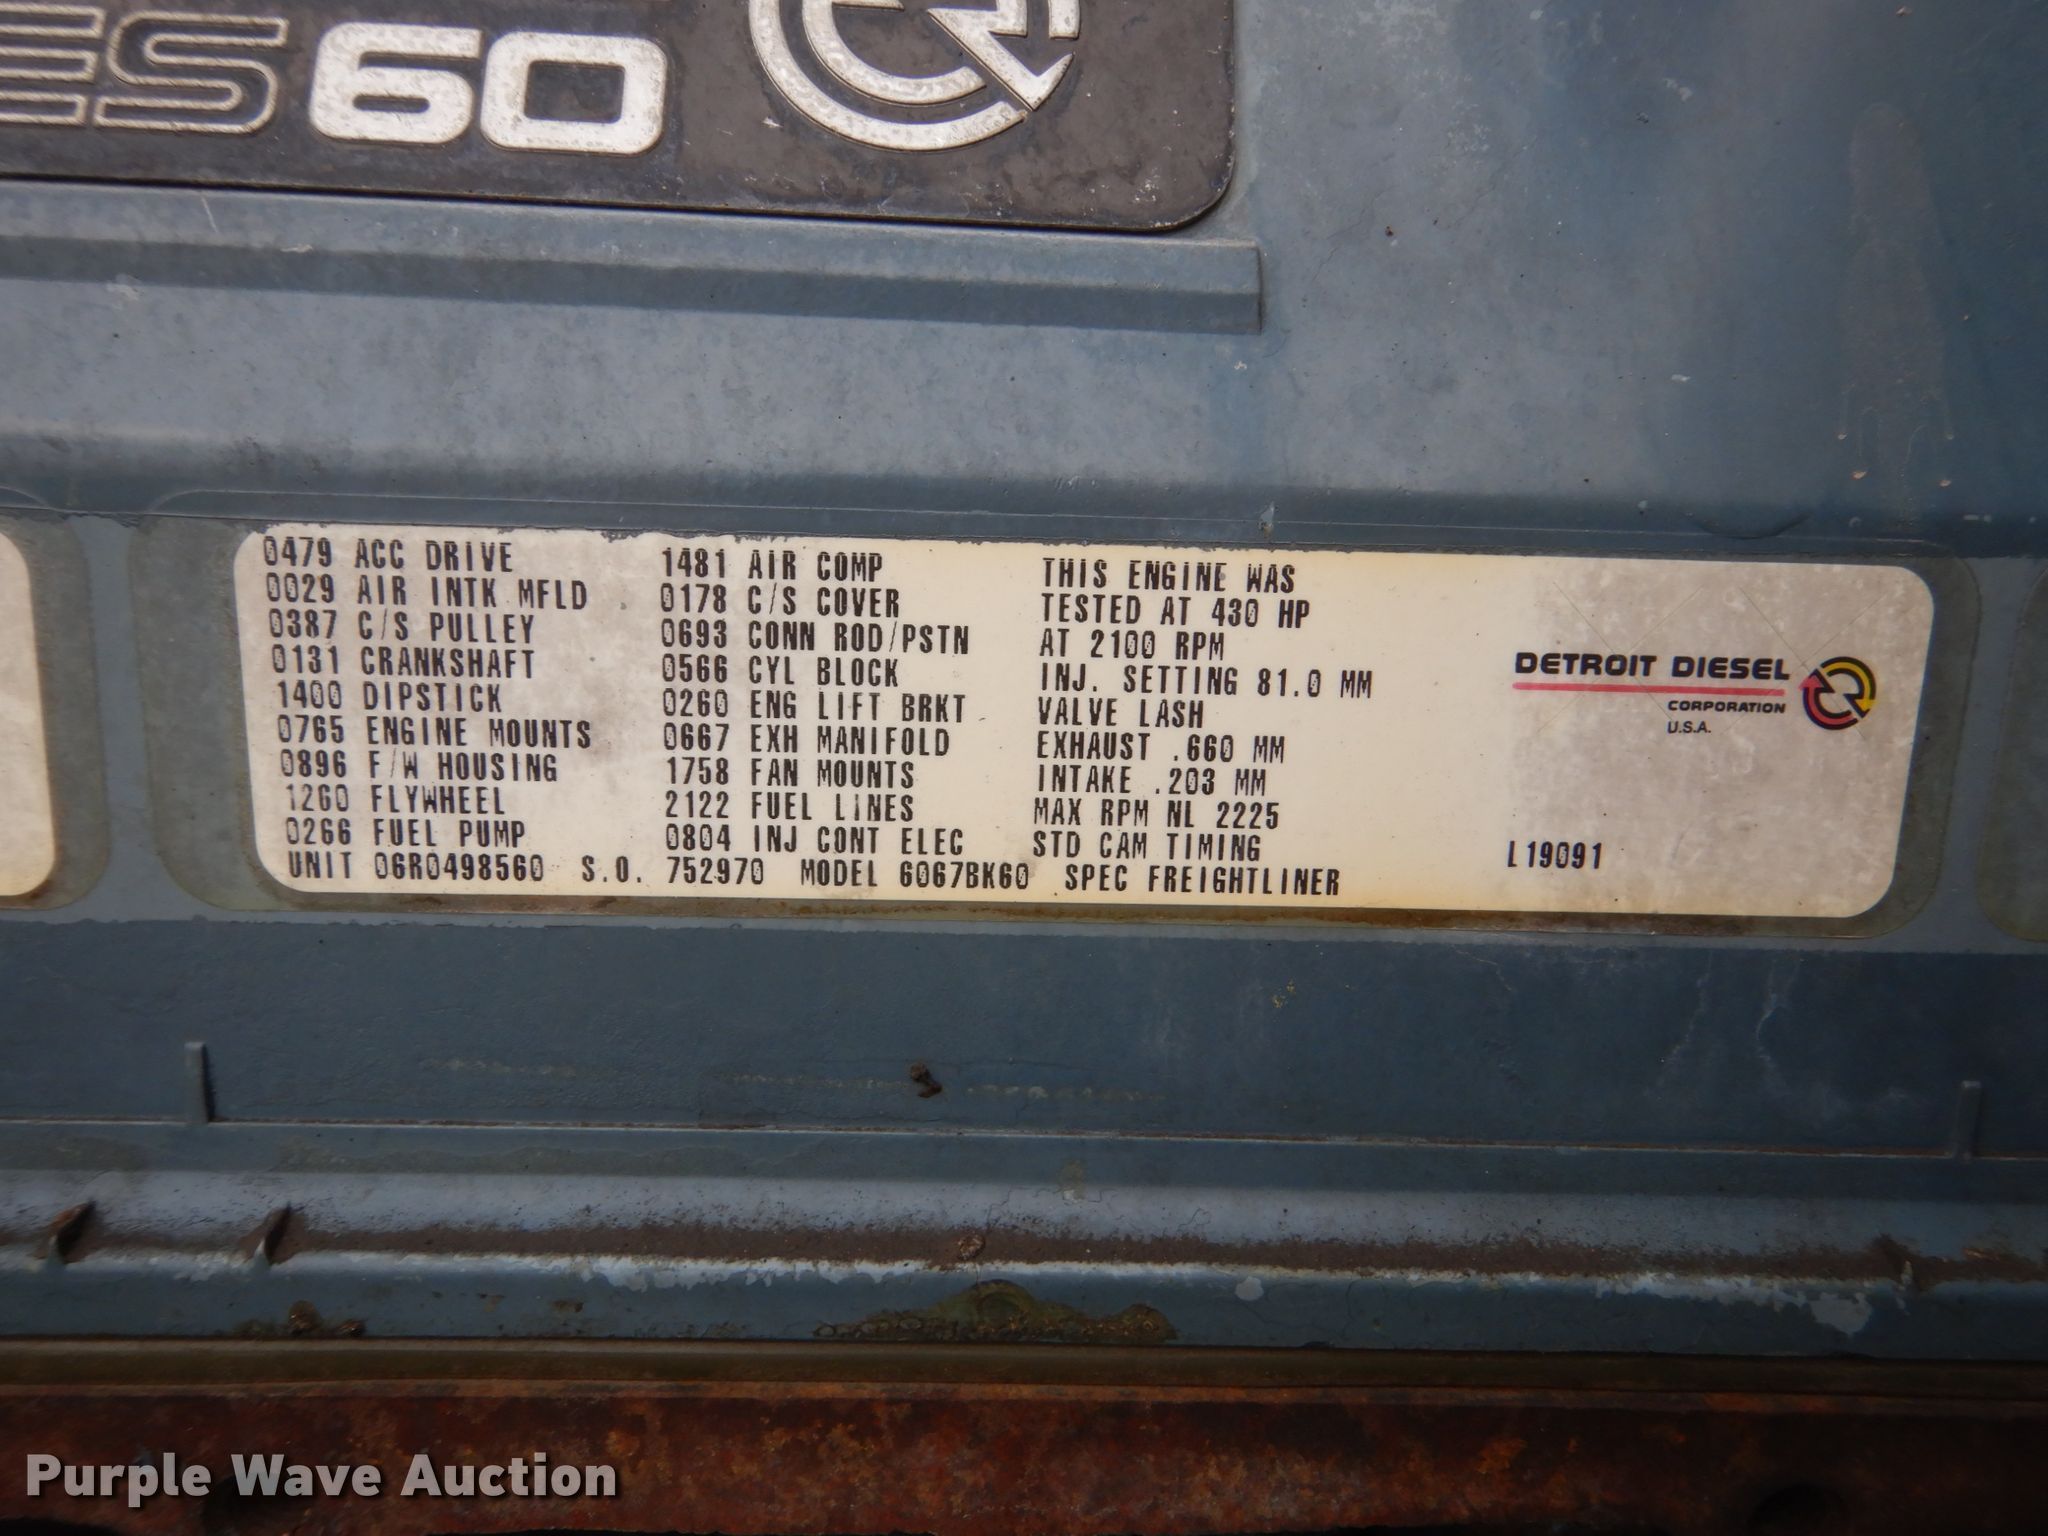 ES 60
0479 ACC DRIVE
0029 AIR INTK MFLD
0387 C/S PULLEY
0131 CRANKSHAFT
1400 DIPSTICK
0765 ENGINE MOUNTS
0896 F/W HOUSING
1260 FLYWHEEL
0266 FUEL PUMP
1481 AIR COMP
0178 C/S COVER
0693 CONN ROD/PSTN
0566 CYL BLOCK
0260 ENG LIFT BRKT
0667 EXH MANIFOLD
1758 FAN MOUNTS
2122 FUEL LINES
0804 INJ CONT ELEC
THIS ENGINE WAS
TESTED AT 430 HP
AT 2100 RPM
INJ. SETTING 81.0 MM
VALVE LASH
EXHAUST .660 MM
INTAKE .203 MM
MAX RPM NL 2225
STD CAM TIMING
UNIT 06R0498560 S.O. 752970 MODEL 6067BK60 SPEC FREIGHTLINER
DETROIT DIESEL
CORPORATION
U.S.A.
L19091
Purple Wave Auction